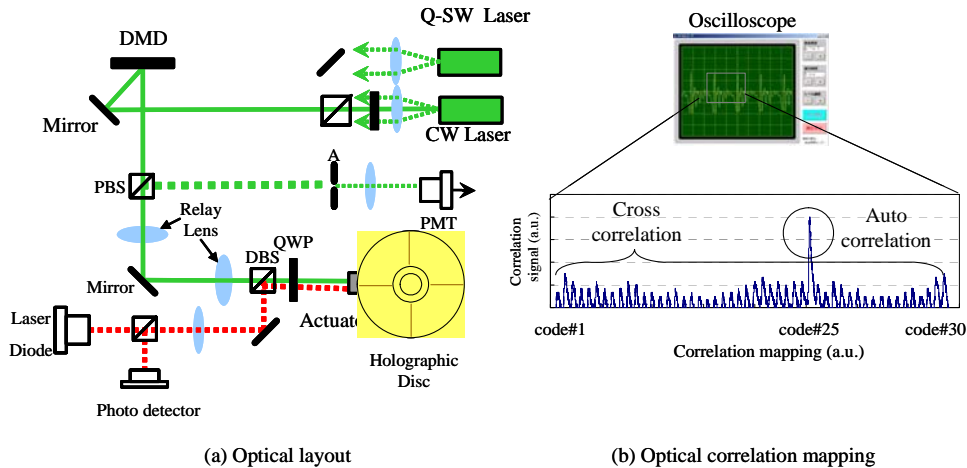 Q-SW Laser
DMD
Mirror
CW Laser
A
PBS
PMT
Relay
Lens
QWP
DBS
Mirror
Laser
Diode
Actuate
Photo detector
Holographic
Disc
(a) Optical layout
Oscilloscope
Cross
correlation
Auto
correlation
Correlation
signal (a.u.)
code#1
code#25
code#30
Correlation mapping (a.u.)
(b) Optical correlation mapping